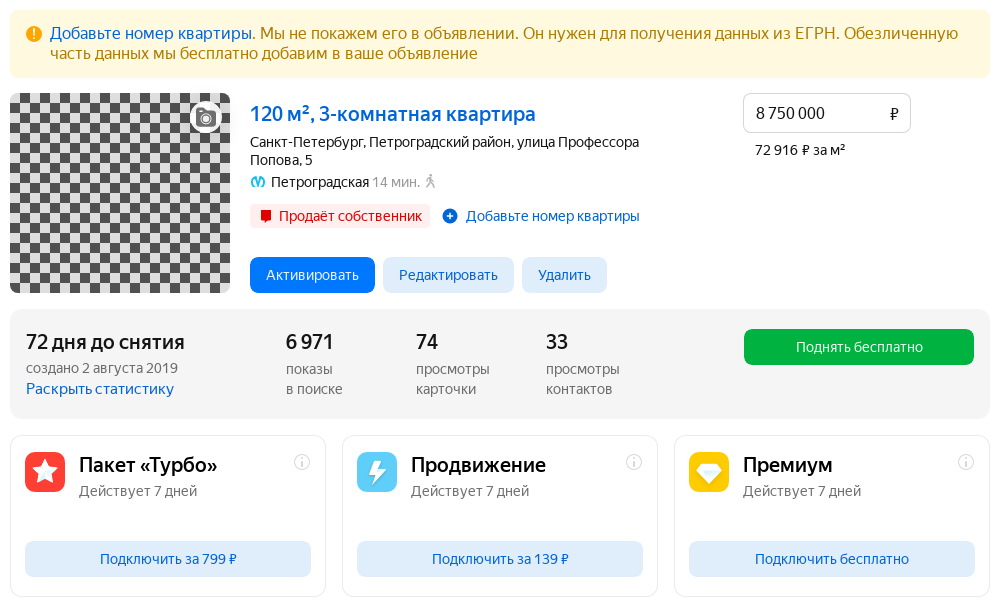 Добавьте номер квартиры. Мы не покажем его в объявлении. Он нужен для получения данных из ЕГРН. Обезличенную
часть данных мы бесплатно добавим в ваше объявление
120 м², 3-комнатная квартира
8 750 000 ₽
Санкт-Петербург, Петроградский район, улица Профессора
Попова, 5
72 916 ₽ за м²
Петроградская 14 мин.
Продаёт собственник
Добавьте номер квартиры
Активировать
Редактировать
Удалить
72 дня до снятия
создано 2 августа 2019
Раскрыть статистику
6 971
показы
в поиске
74
просмотры
карточки
33
просмотры
контактов
Поднять бесплатно
Пакет «Турбо»
Действует 7 дней
Подключить за 799 ₽
Продвижение
Действует 7 дней
Подключить за 139 ₽
Премиум
Действует 7 дней
Подключить бесплатно